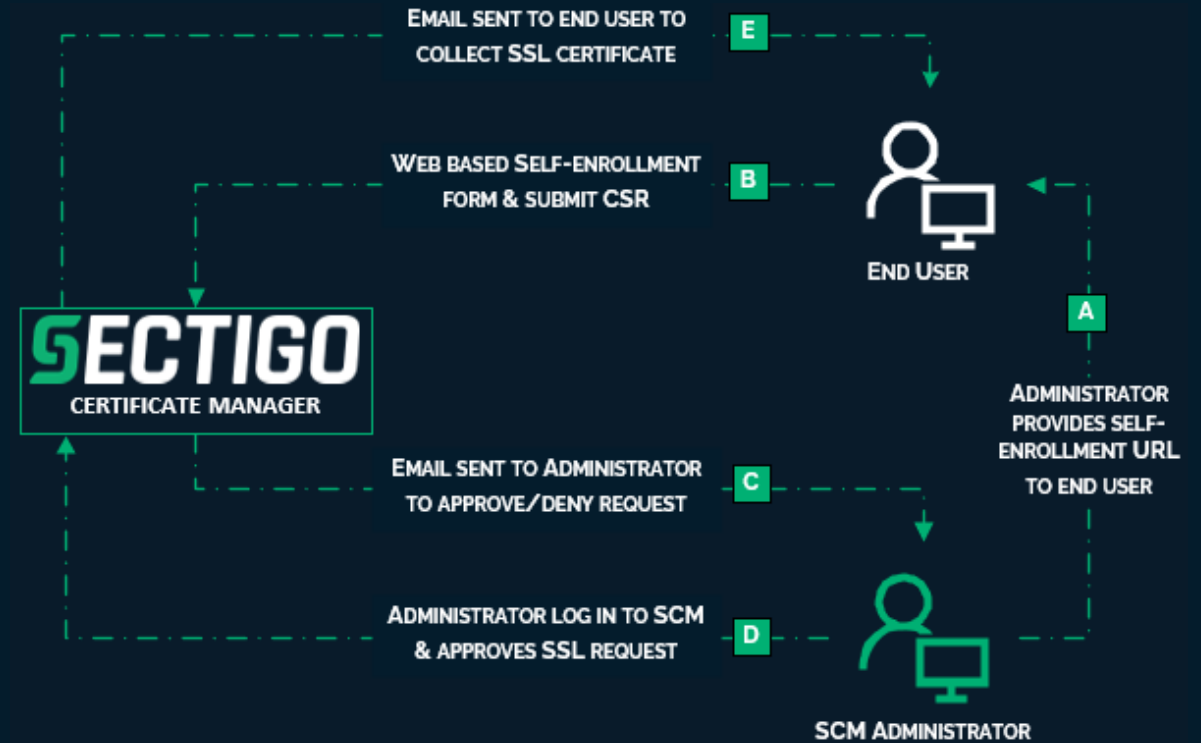 EMAIL SENT TO END USER TO
COLLECT SSL CERTIFICATE
E
WEB BASED SELF-ENROLLMENT
FORM & SUBMIT CSR
B
END USER
A
ADMINISTRATOR
PROVIDES SELF-
ENROLLMENT URL
TO END USER
SECTIGO
CERTIFICATE MANAGER
EMAIL SENT TO ADMINISTRATOR
TO APPROVE/DENY REQUEST
C
ADMINISTRATOR LOG IN TO SCM
& APPROVES SSL REQUEST
D
SCM ADMINISTRATOR